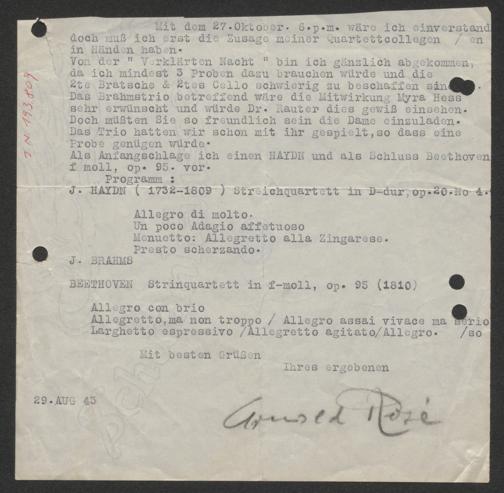 Mit dem 27.Oktober. 6.p.m. wäre ich einverstand
doch muß ich erst die Zusage meiner Quartettcollegen / en
in Händen haben.
Von der " Verklärten Nacht " bin ich gänzlich abgekommen,
da ich mindest 3 Proben dazu brauchen würde und die
2te Bratsche & 2tes Cello schwierig zu beschaffen sin
Das Brahmstrio betreffend wäre die Mitwirkung Myra Hess
sehr erwünscht und würde Dr. Rauter dies gewiß einsehen.
Doch müßten Sie so freundlich sein die Dame einzuladen.
Das Trio hatten wir schon mit ihr gespielt,so dass eine
Probe genügen würde.
Als Anfangschlage ich einen HAYDN und als Schluss Beethoven
f moll, op. 95. vor.
Programm :
J. HAYDN ( 1732-1809 ) Streichquartett in D-dur,op.20.No 4.
Allegro di molto.
Un poco Adagio affetuoso
Menuetto: Allegretto alla Zingarese.
Presto scherzando.
J. BRAHMS
BEETHOVEN Strinquartett in f-moll, op. 95 (1810)
Allegro con brio
Allegretto,ma non troppo / Allegro assai vivace ma serio
Larghetto espressivo /Allegretto agitato/Allegro. /so
Mit besten Grüßen
Ihres ergebenen
29.AUG 45
Arnold Rosé
I N 193.809